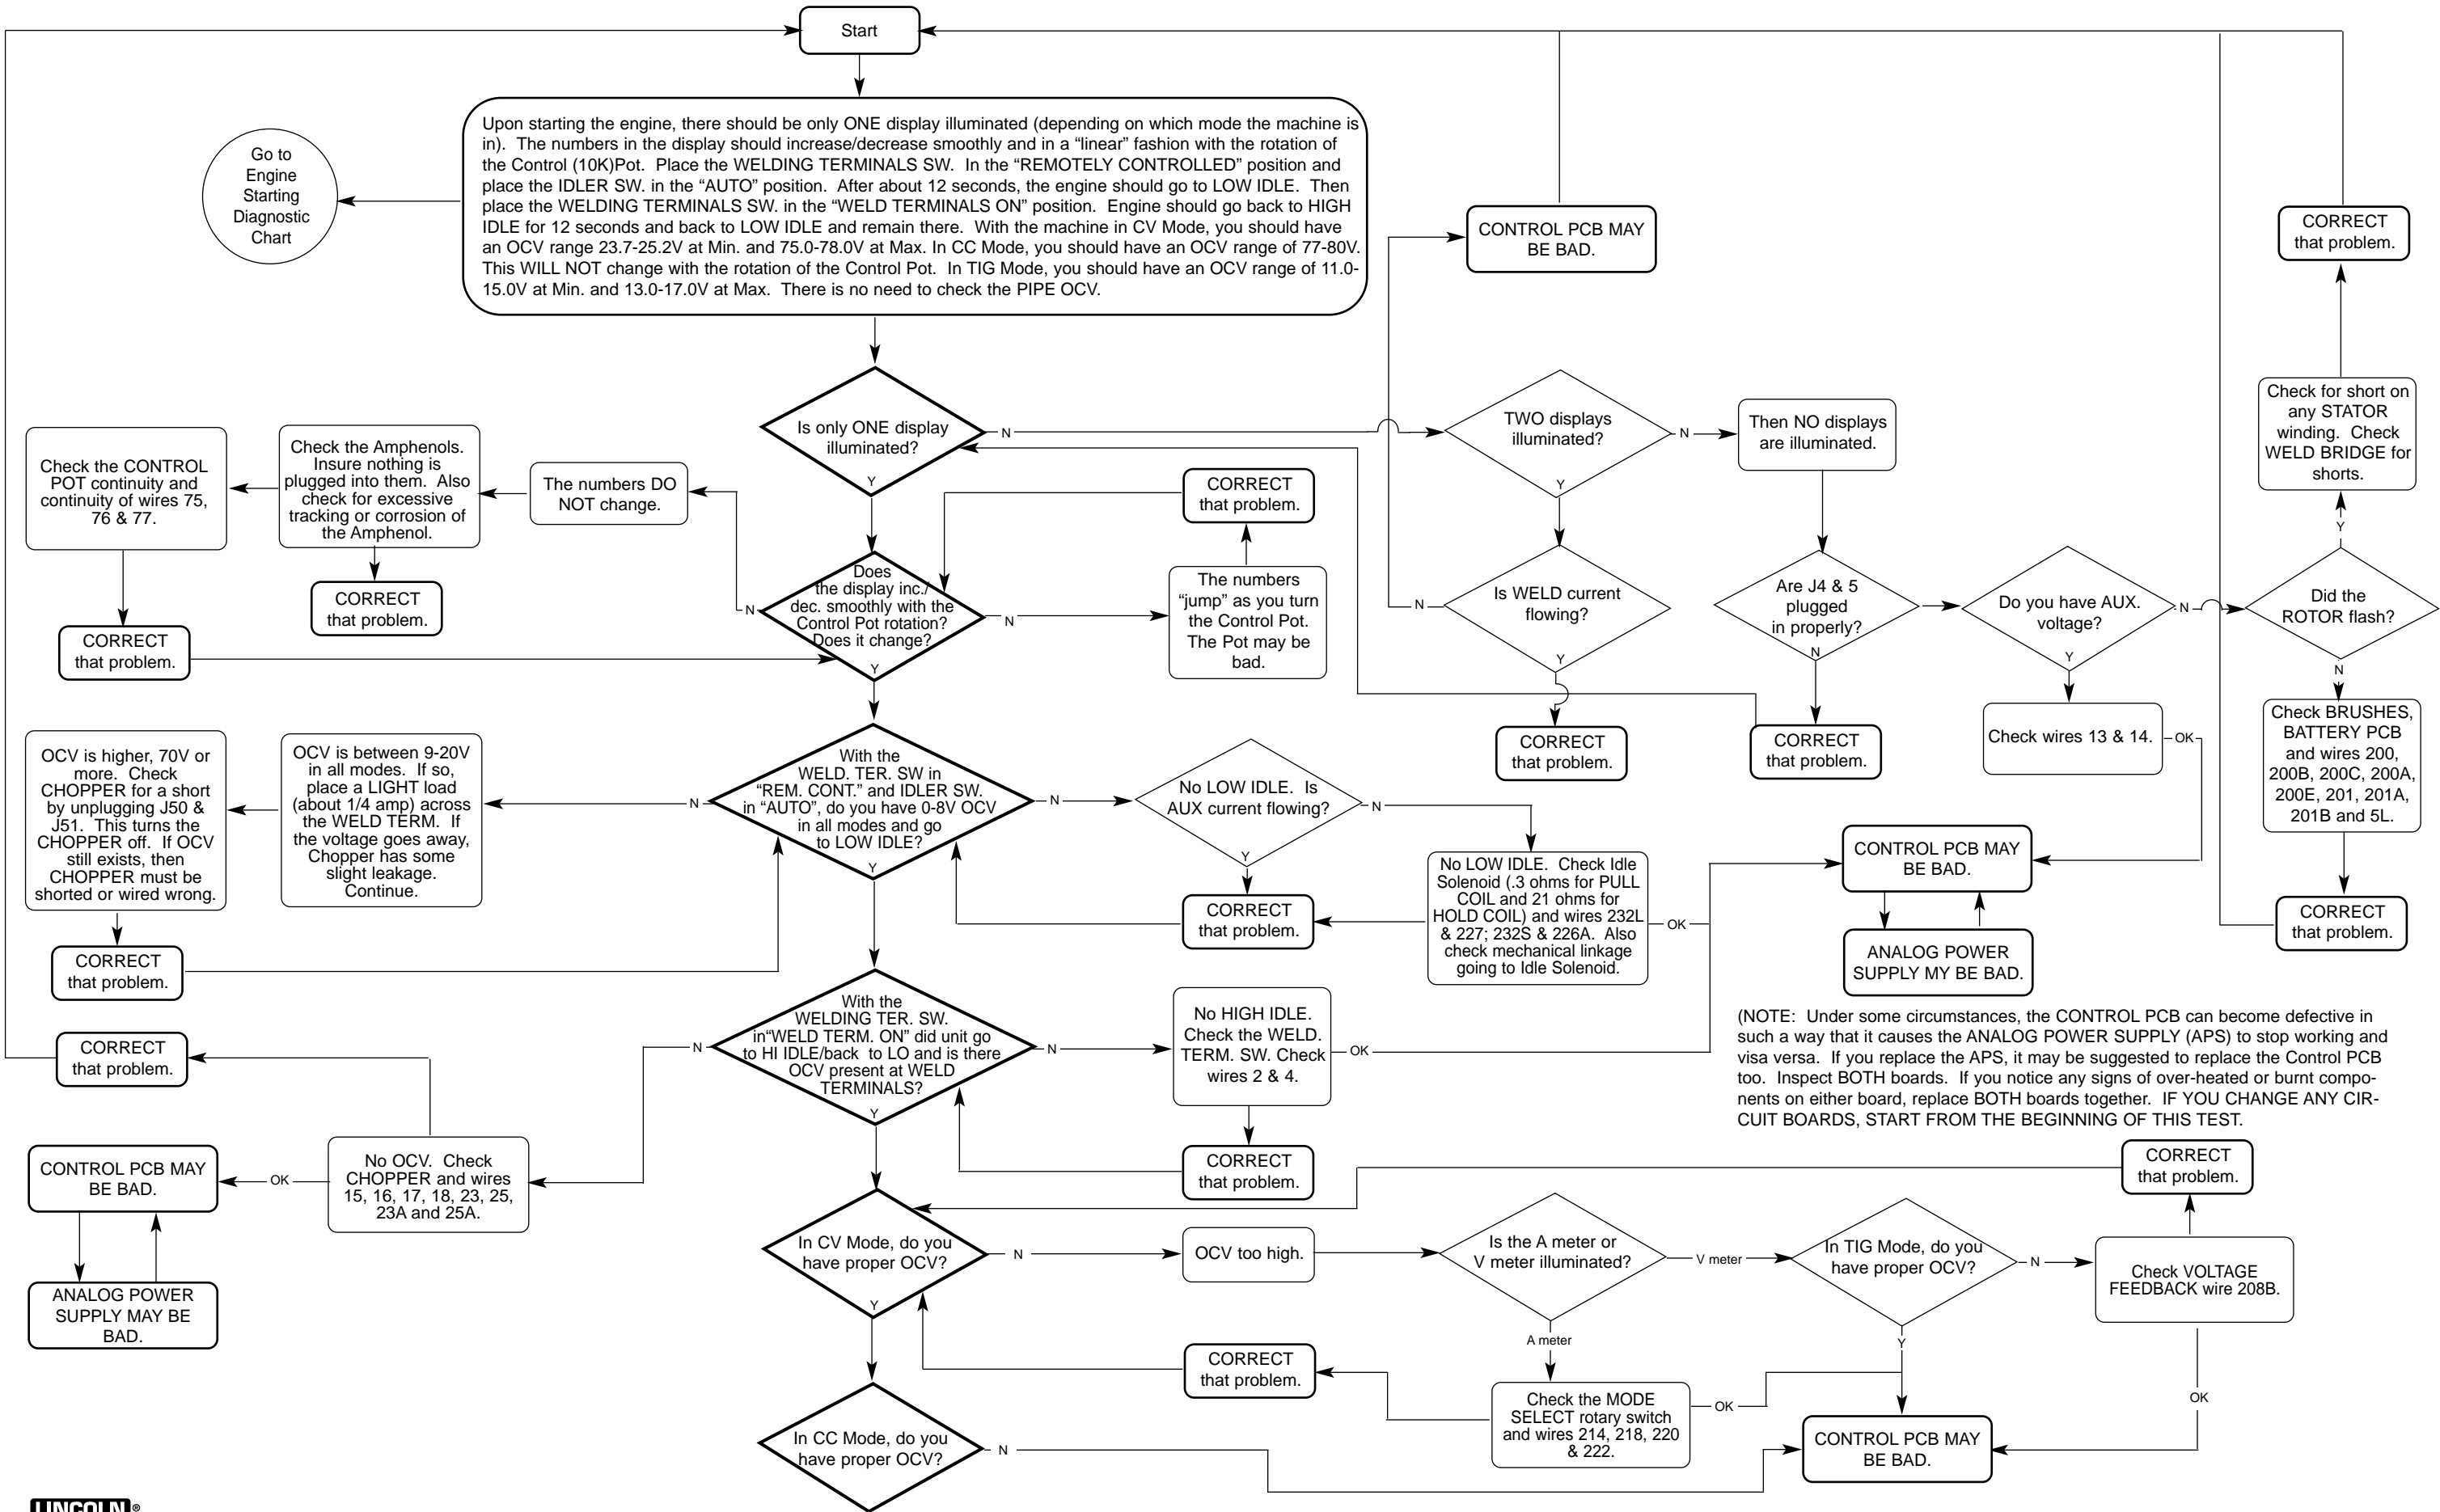 Start
Upon starting the engine, there should be only ONE display illuminated (depending on which mode the machine is
in).  The numbers in the display should increase/decrease smoothly and in a “linear” fashion with the rotation of
the Control (10K)Pot.  Place the WELDING TERMINALS SW.  In the “REMOTELY CONTROLLED” position and
place the IDLER SW. in the “AUTO” position.  After about 12 seconds, the engine should go to LOW IDLE.  Then
place the WELDING TERMINALS SW. in the “WELD TERMINALS ON” position.  Engine should go back to HIGH
IDLE for 12 seconds and back to LOW IDLE and remain there.  With the machine in CV Mode, you should have
an OCV range 23.7-25.2V at Min. and 75.0-78.0V at Max. In CC Mode, you should have an OCV range of 77-80V.
This WILL NOT change with the rotation of the Control Pot.  In TIG Mode, you should have an OCV range of 11.0-
15.0V at Min. and 13.0-17.0V at Max.  There is no need to check the PIPE OCV.
Go to
Engine
Starting
Diagnostic
Chart
CONTROL PCB MAY
BE BAD.
CORRECT
that problem.
Is only ONE display
illuminated?
N
Y
TWO displays
illuminated?
N
Y
Then NO displays
are illuminated.
Check for short on
any STATOR
winding.  Check
WELD BRIDGE for
shorts.
Y
Check the CONTROL
POT continuity and
continuity of wires 75,
76 & 77.
Check the Amphenols.
Insure nothing is
plugged into them.  Also
check for excessive
tracking or corrosion of
the Amphenol.
The numbers DO
NOT change.
CORRECT
that problem.
CORRECT
that problem.
CORRECT
that problem.
Does
the display inc./
dec. smoothly with the
Control Pot rotation?
Does it change?
N
N
Y
The numbers
“jump” as you turn
the Control Pot.
The Pot may be
bad.
Is WELD current
flowing?
N
Y
Are J4 & 5
plugged
in properly?
N
Do you have AUX.
voltage?
N
Y
Did the
ROTOR flash?
N
CORRECT
that problem.
CORRECT
that problem.
Check wires 13 & 14.
OK
Check BRUSHES,
BATTERY PCB
and wires 200,
200B, 200C, 200A,
200E, 201, 201A,
201B and 5L.
OCV is higher, 70V or
more.  Check
CHOPPER for a short
by unplugging J50 &
J51.  This turns the
CHOPPER off.  If OCV
still exists, then
CHOPPER must be
shorted or wired wrong.
OCV is between 9-20V
in all modes.  If so,
place a LIGHT load
(about 1/4 amp) across
the WELD TERM.  If
the voltage goes away,
Chopper has some
slight leakage.
Continue.
N
With the
WELD. TER. SW in
“REM. CONT.” and IDLER SW.
in “AUTO”, do you have 0-8V OCV
in all modes and go
to LOW IDLE?
N
Y
No LOW IDLE.  Is
AUX current flowing?
N
Y
No LOW IDLE.  Check Idle
Solenoid (.3 ohms for PULL
COIL and 21 ohms for
HOLD COIL) and wires 232L
& 227; 232S & 226A.  Also
check mechanical linkage
going to Idle Solenoid.
OK
CORRECT
that problem.
CORRECT
that problem.
CONTROL PCB MAY
BE BAD.
ANALOG POWER
SUPPLY MY BE BAD.
CORRECT
that problem.
With the
WELDING TER. SW.
in“WELD TERM. ON” did unit go
to HI IDLE/back  to LO and is there
OCV present at WELD
TERMINALS?
N
N
Y
No HIGH IDLE.
Check the WELD.
TERM. SW. Check
wires 2 & 4.
OK
CORRECT
that problem.
CORRECT
that problem.
(NOTE:  Under some circumstances, the CONTROL PCB can become defective in
such a way that it causes the ANALOG POWER SUPPLY (APS) to stop working and
visa versa.  If you replace the APS, it may be suggested to replace the Control PCB
too.  Inspect BOTH boards.  If you notice any signs of over-heated or burnt compo-
nents on either board, replace BOTH boards together.  IF YOU CHANGE ANY CIR-
CUIT BOARDS, START FROM THE BEGINNING OF THIS TEST.
CONTROL PCB MAY
BE BAD.
OK
No OCV.  Check
CHOPPER and wires
15, 16, 17, 18, 23, 25,
23A and 25A.
ANALOG POWER
SUPPLY MAY BE
BAD.
In CV Mode, do you
have proper OCV?
N
Y
OCV too high.
Is the A meter or
V meter illuminated?
V meter
A meter
In TIG Mode, do you
have proper OCV?
N
Y
Check VOLTAGE
FEEDBACK wire 208B.
OK
CORRECT
that problem.
CORRECT
that problem.
Check the MODE
SELECT rotary switch
and wires 214, 218, 220
& 222.
OK
CONTROL PCB MAY
BE BAD.
In CC Mode, do you
have proper OCV?
N
LINCOLN ®